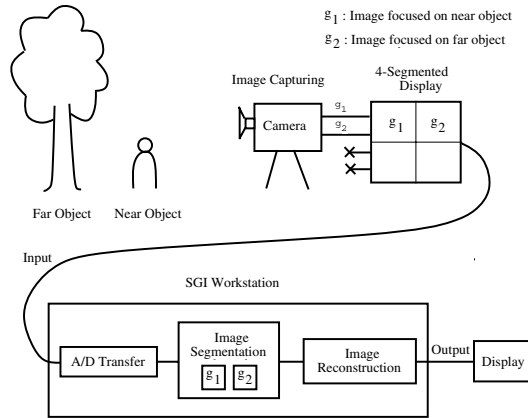 g1 : Image focused on near object
g2 : Image focused on far object
Image Capturing
4-Segmented
Display
Camera
g1
g2
g1
g2
Far Object
Near Object
Input
SGI Workstation
A/D Transfer
Image
Segmentation
g1
g2
Image
Reconstruction
Output
Display